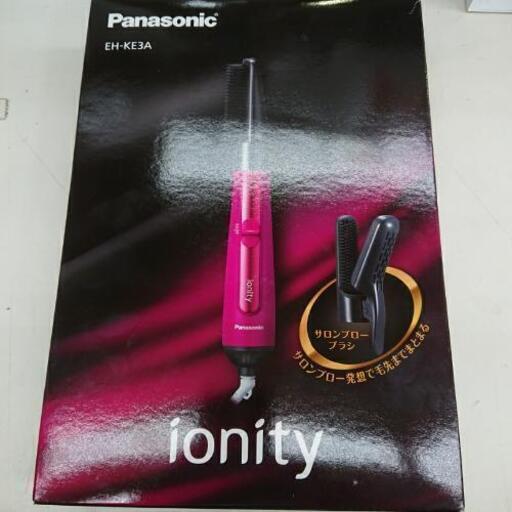 Panasonic
EH-KE3A
ionity
Panasonic
サロンブロー
ブラシ
サロンブロー発想で毛先までまとまる
ionity